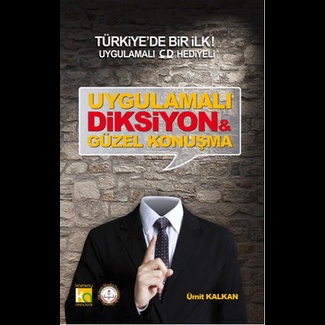 TÜRKİYE'DE BİR İLK!
UYGULAMALI CD HEDİYELİ
UYGULAMALI
DİKSİYON &
GÜZEL KONUŞMA
Ümit KALKAN